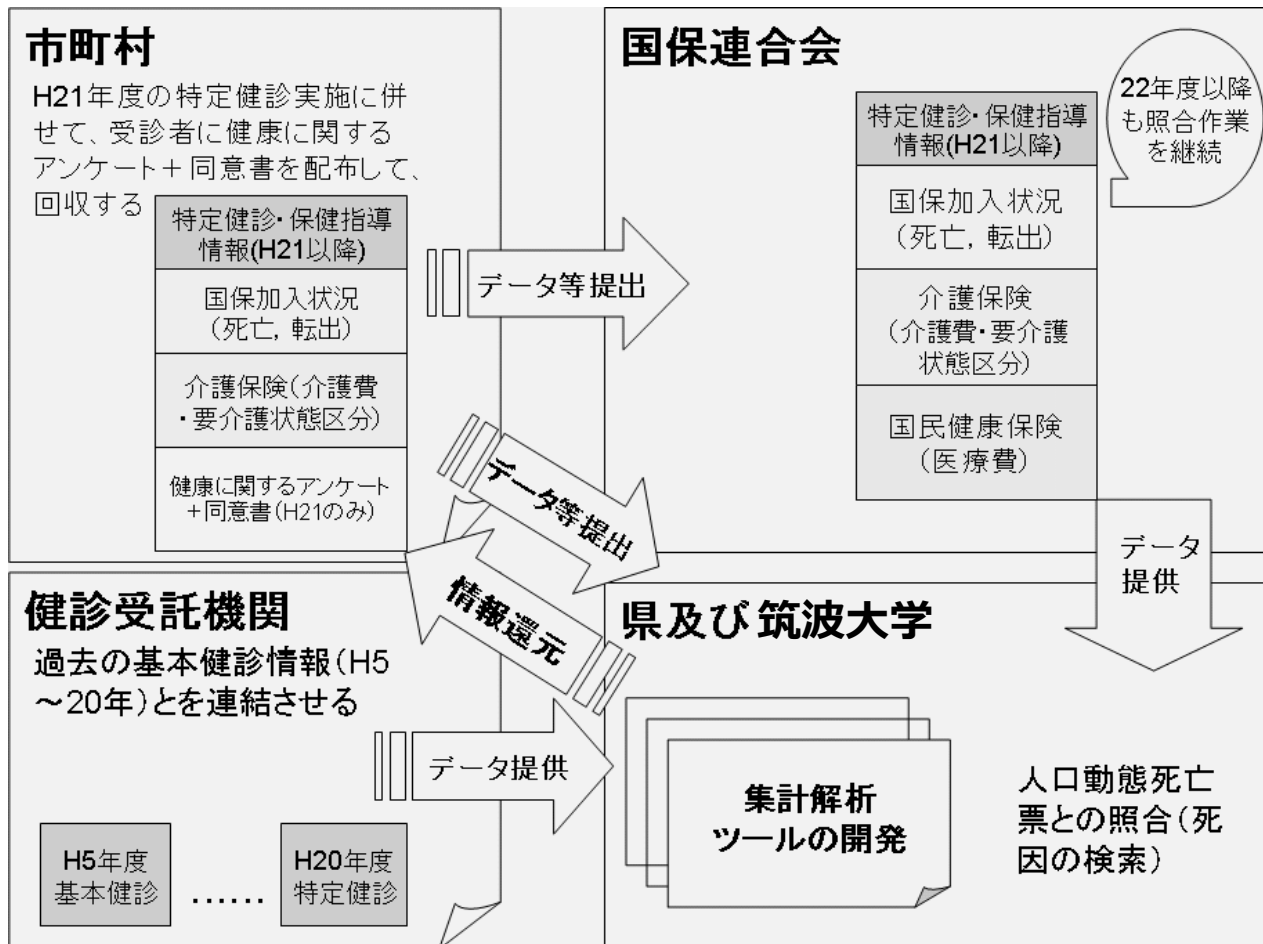 市町村
H21年度の特定健診実施に併
せて、受診者に健康に関する
アンケート＋同意書を配布して、
回収する
特定健診・保健指導
情報(H21以降)
国保加入状況
(死亡, 転出)
介護保険(介護費
・要介護状態区分)
健康に関するアンケート
＋同意書(H21のみ)
データ等提出
国保連合会
22年度以降
も照合作業
を継続
特定健診・保健指導
情報(H21以降)
国保加入状況
(死亡, 転出)
介護保険
(介護費・要介護
状態区分)
国民健康保険
(医療費)
データ等提出
情報還元
データ
提供
健診受託機関
過去の基本健診情報(H5
～20年)とを連結させる
データ提供
H5年度
基本健診
……
H20年度
特定健診
県及び筑波大学
集計解析
ツールの開発
人口動態死亡
票との照合(死
因の検索)